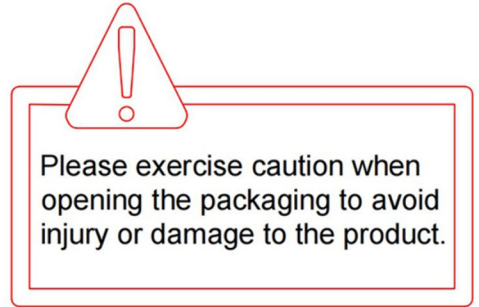 Please exercise caution when
opening the packaging to avoid
injury or damage to the product.